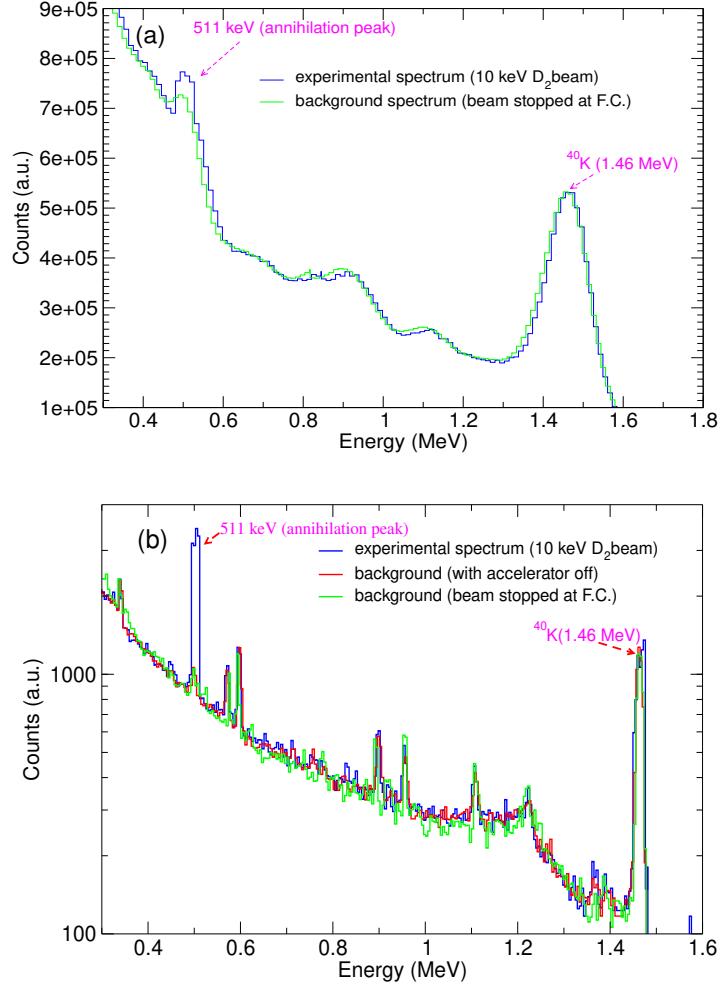 9e+05
8e+05
7e+05
6e+05
5e+05
4e+05
3e+05
2e+05
1e+05
Counts (a.u.)
(a)
511 keV (annihilation peak)
experimental spectrum (10 keV D₂beam)
background spectrum (beam stopped at F.C.)
⁴⁰K (1.46 MeV)
0.4 0.6 0.8 1 1.2 1.4 1.6 1.8
Energy (MeV)
(b)
511 keV (annihilation peak)
experimental spectrum (10 keV D₂beam)
background (with accelerator off)
background (beam stopped at F.C.)
⁴⁰K(1.46 MeV)
1000
100
Counts (a.u.)
0.4 0.6 0.8 1 1.2 1.4 1.6
Energy (MeV)